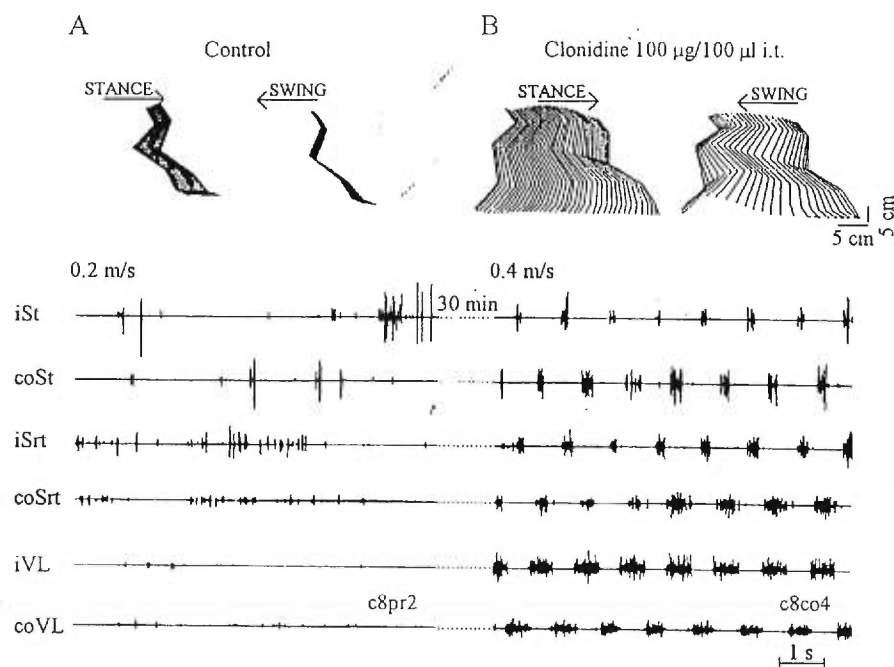 A
B
Control
Clonidine 100 µg/100 µl i.t.
STANCE
SWING
STANCE
SWING
5 cm
5 cm
0.2 m/s
0.4 m/s
iSt
30 min
coSt
iSrt
coSrt
iVL
c8pr2
c8co4
coVL
1 s